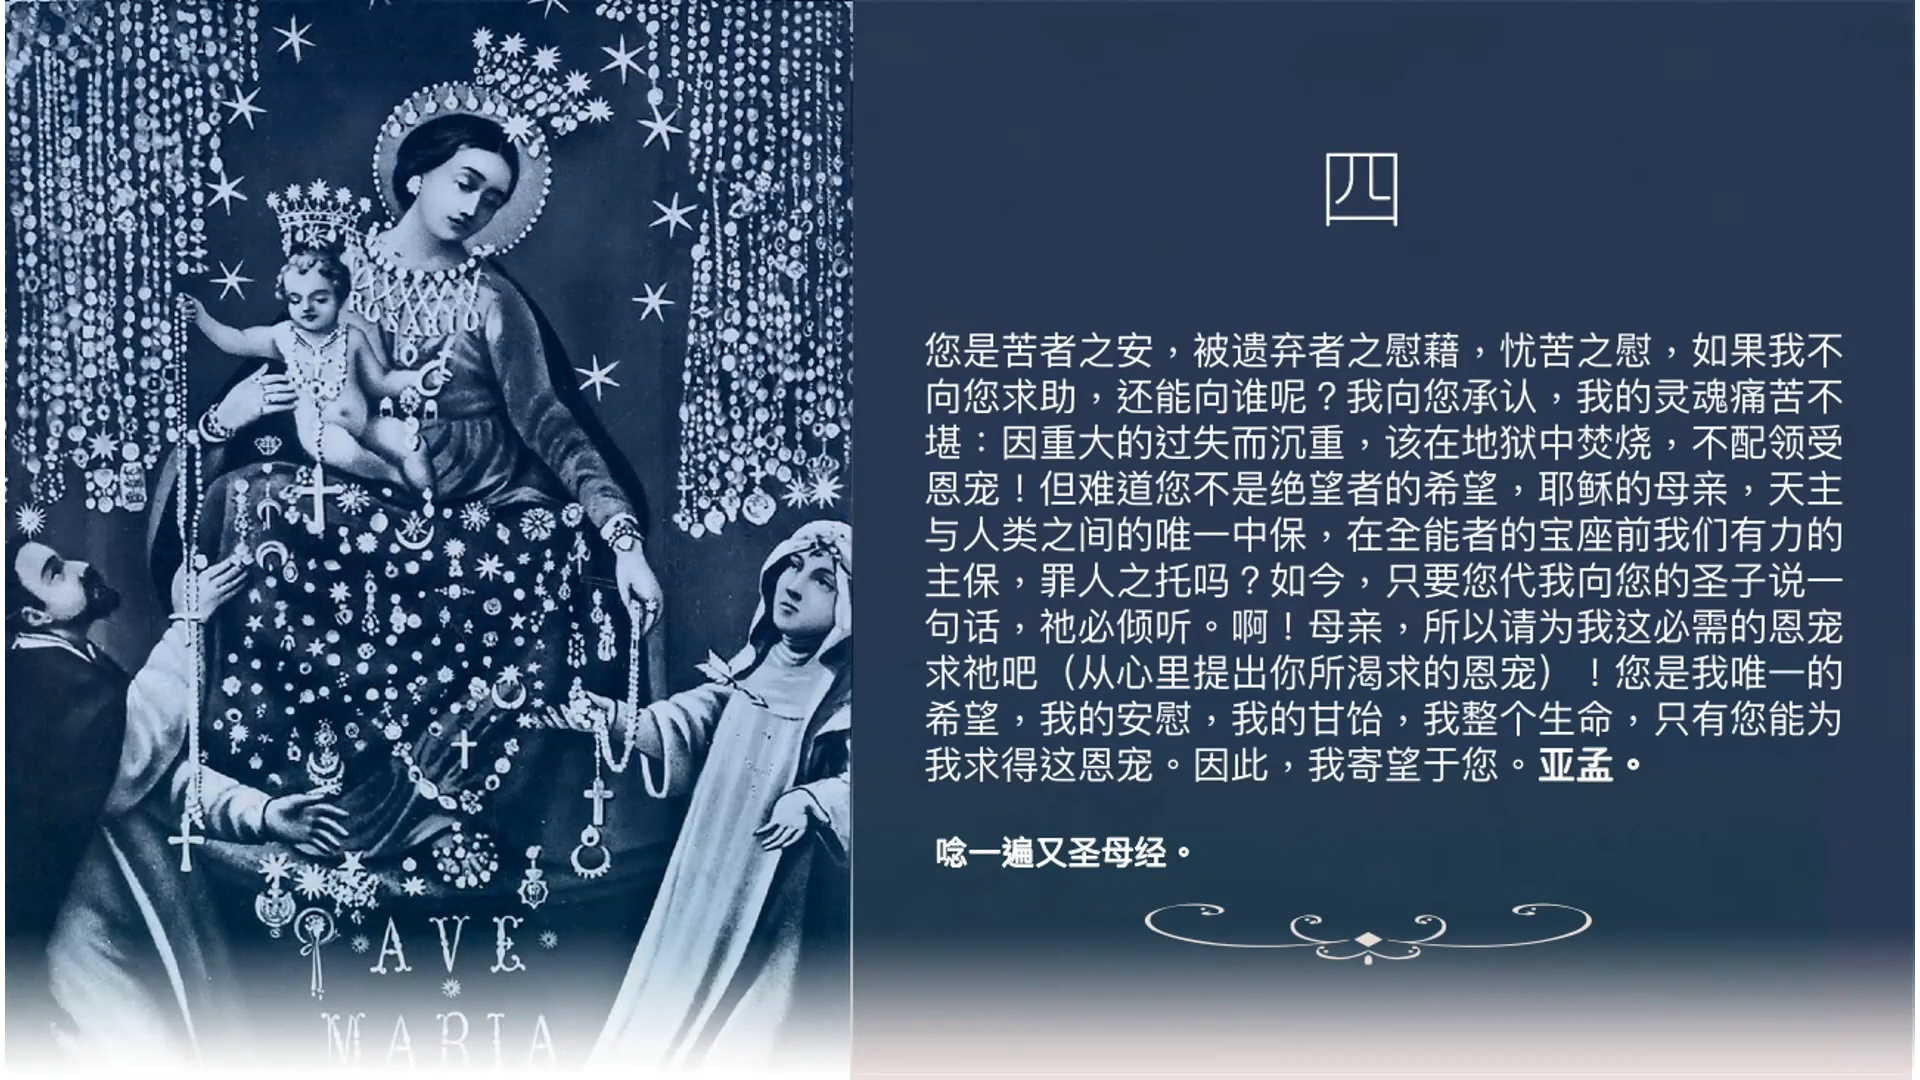 ROSARIO
AVE
MARIA
四
您是苦者之安，被遗弃者之慰藉，忧苦之慰，如果我不
向您求助，还能向谁呢？我向您承认，我的灵魂痛苦不
堪：因重大的过失而沉重，该在地狱中焚烧，不配领受
恩宠！但难道您不是绝望者的希望，耶稣的母亲，天主
与人类之间的唯一中保，在全能者的宝座前我们有力的
主保，罪人之托吗？如今，只要您代我向您的圣子说一
句话，祂必倾听。啊！母亲，所以请为我这必需的恩宠
求祂吧（从心里提出你所渴求的恩宠）！您是我唯一的
希望，我的安慰，我的甘饴，我整个生命，只有您能为
我求得这恩宠。因此，我寄望于您。亚孟。
唸一遍又圣母经。